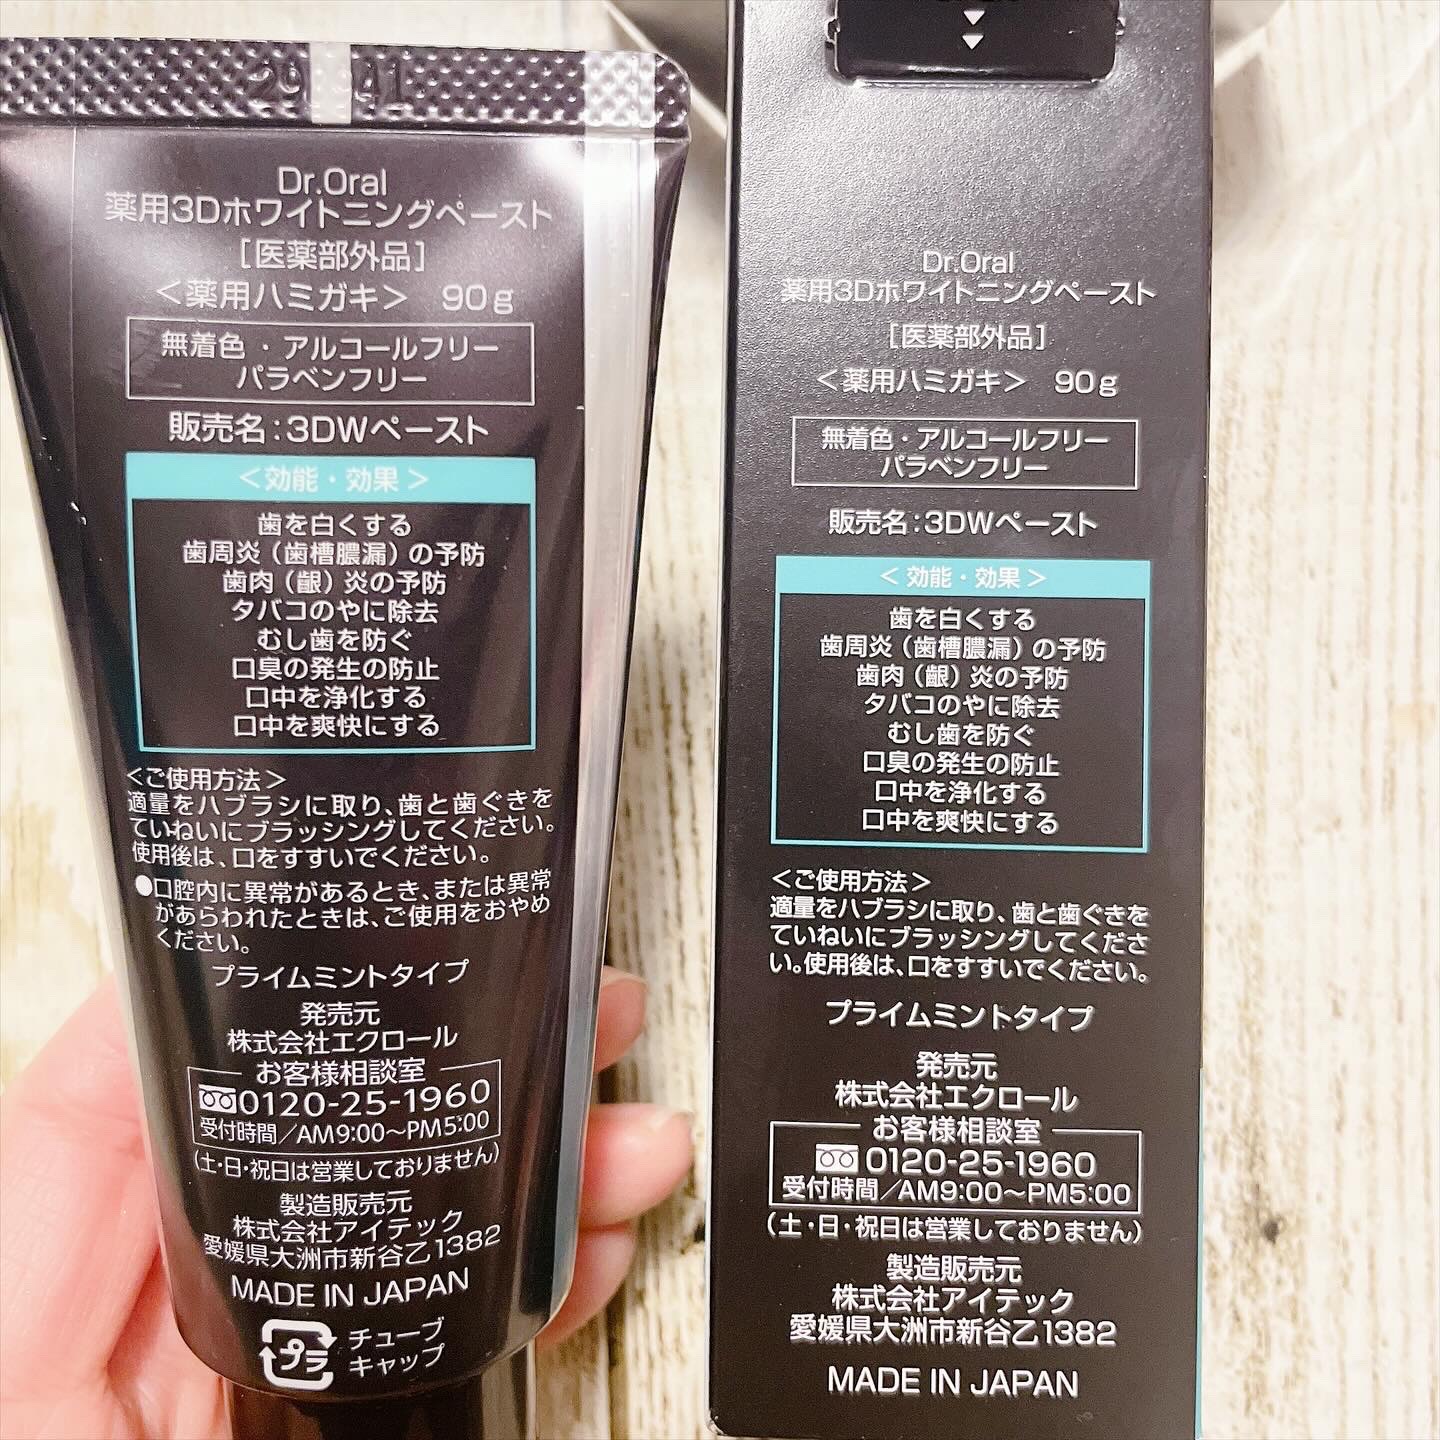 Dr.Oral
薬用3Dホワイトニングペースト
[医薬部外品]
＜薬用ハミガキ＞ 90g
無着色・アルコールフリー
パラベンフリー
販売名:3DWペースト
＜効能・効果＞
歯を白くする
歯周炎（歯槽膿漏）の予防
歯肉（齦）炎の予防
タバコのやに除去
むし歯を防ぐ
口臭の発生の防止
口中を浄化する
口中を爽快にする
＜ご使用方法＞
適量をハブラシに取り、歯と歯ぐきを
ていねいにブラッシングしてください。
使用後は、口をすすいでください。
●口腔内に異常があるとき、または異常
があらわれたときは、ご使用をおやめ
ください。
プライムミントタイプ
発売元
株式会社エクロール
お客様相談室
0120-25-1960
受付時間／AM9:00〜PM5:00
(土・日・祝日は営業しておりません)
製造販売元
株式会社アイテック
愛媛県大洲市新谷乙1382
MADE IN JAPAN
プラ
チューブ
キャップ
Dr.Oral
薬用3Dホワイトニングペースト
[医薬部外品]
＜薬用ハミガキ＞ 90g
無着色・アルコールフリー
パラベンフリー
販売名:3DWペースト
＜効能・効果＞
歯を白くする
歯周炎（歯槽膿漏）の予防
歯肉（齦）炎の予防
タバコのやに除去
むし歯を防ぐ
口臭の発生の防止
口中を浄化する
口中を爽快にする
＜ご使用方法＞
適量をハブラシに取り、歯と歯ぐきを
ていねいにブラッシングしてくださ
い。使用後は、口をすすいでください。
プライムミントタイプ
発売元
株式会社エクロール
お客様相談室
0120-25-1960
受付時間／AM9:00〜PM5:00
(土・日・祝日は営業しておりません)
製造販売元
株式会社アイテック
愛媛県大洲市新谷乙1382
MADE IN JAPAN